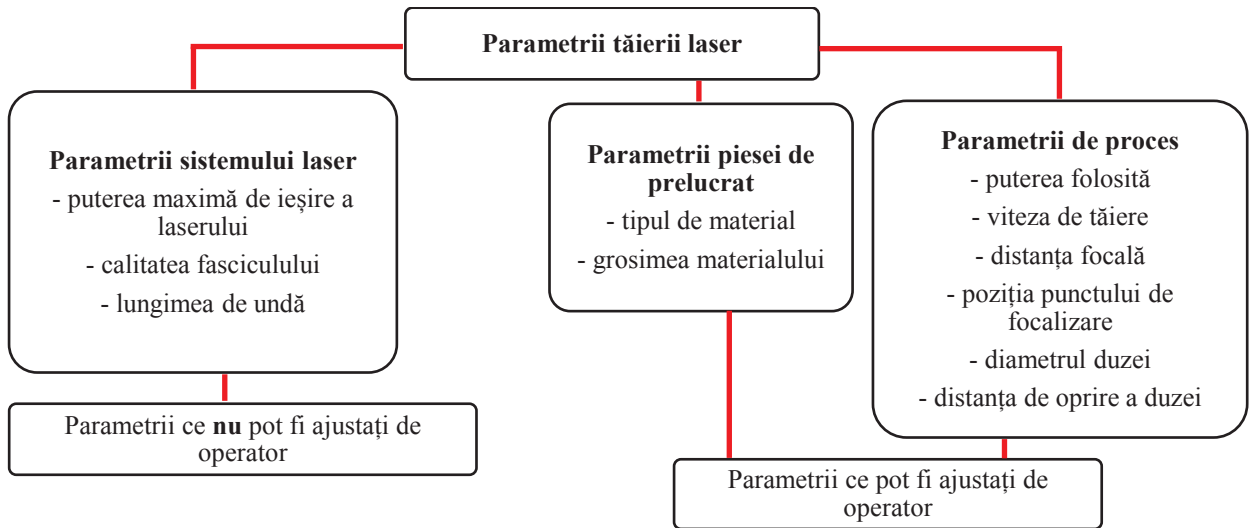 Parametrii tăierii laser
Parametrii sistemului laser
- puterea maximă de ieșire a
laserului
- calitatea fasciculului
- lungimea de undă
Parametrii ce nu pot fi ajustați de
operator
Parametrii piesei de
prelucrat
- tipul de material
- grosimea materialului
Parametrii de proces
- puterea folosită
- viteza de tăiere
- distanța focală
- poziția punctului de
focalizare
- diametrul duzei
- distanța de oprire a duzei
Parametrii ce pot fi ajustați de
operator